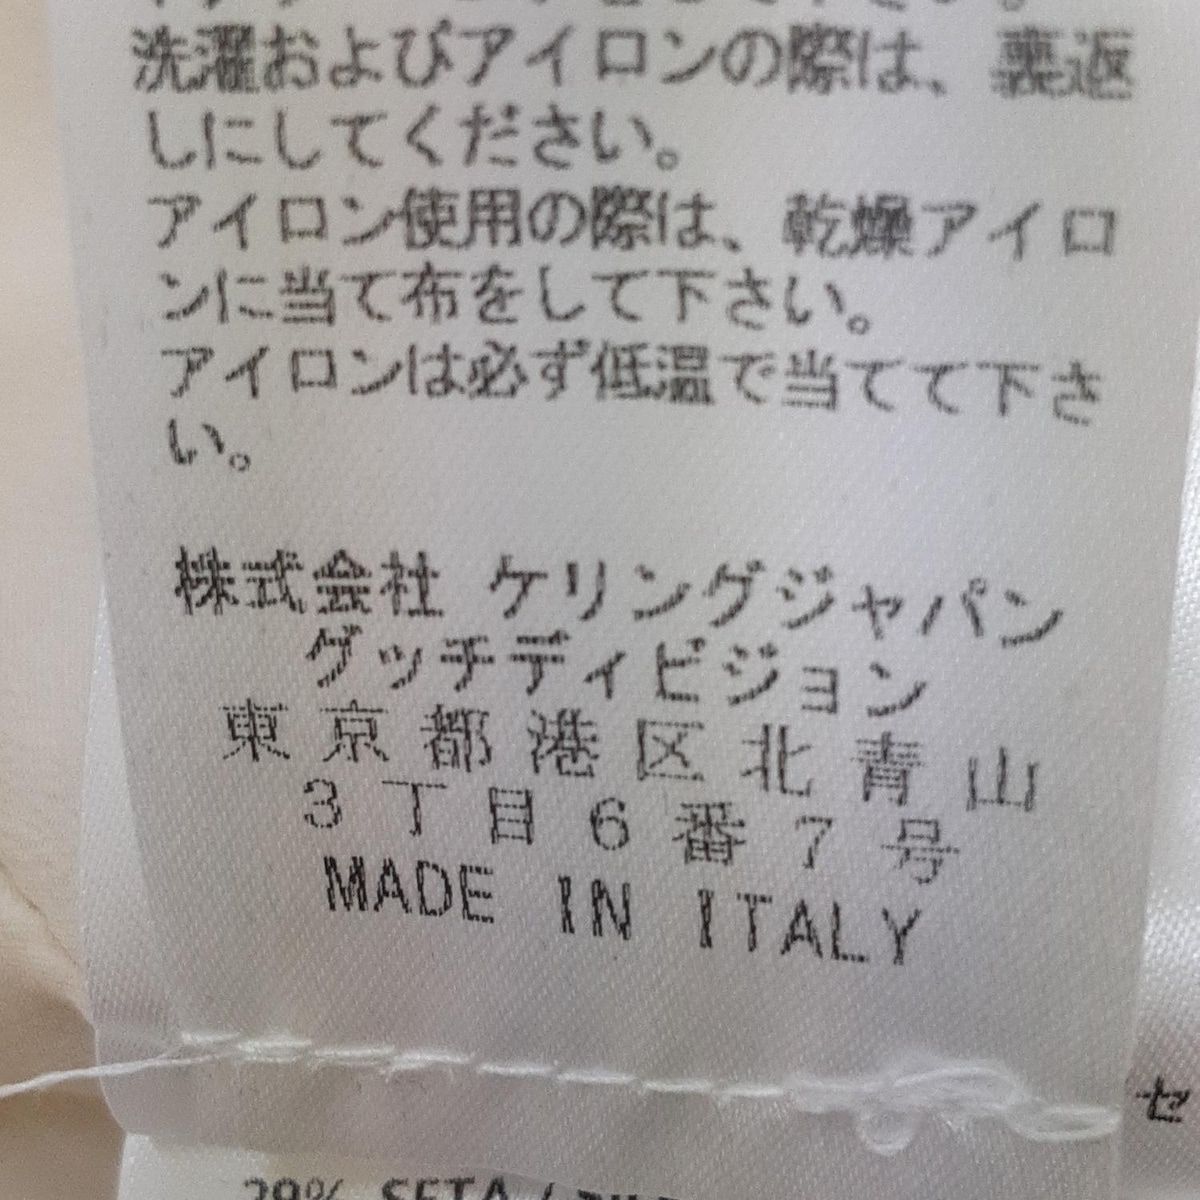 洗濯およびアイロンの際は、裏返
しにしてください。
アイロン使用の際は、乾燥アイロ
ンに当て布をして下さい。
アイロンは必ず低温で当てて下さ
い。
株式会社 ケリングジャパン
グッチディビジョン
東京都港区北青山
3丁目6番7号
MADE IN ITALY
セ
SETA /